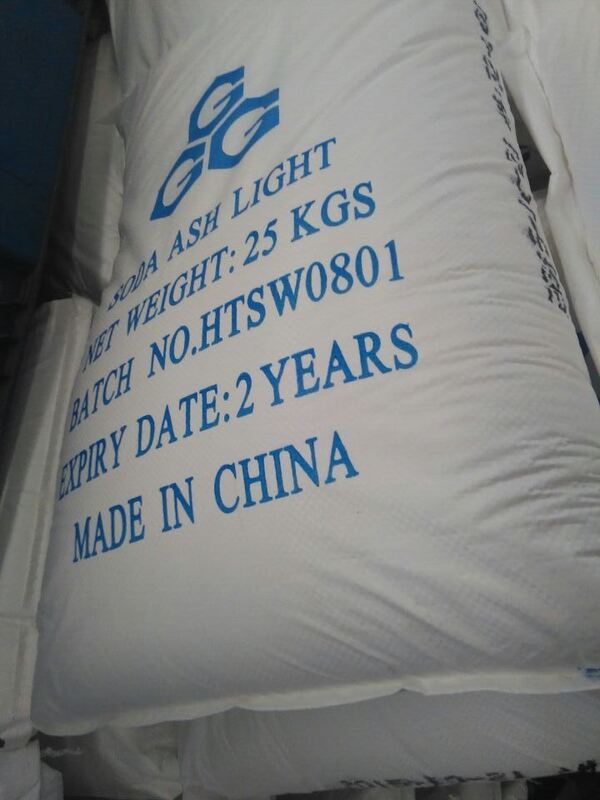 G
G G
SODA ASH LIGHT
NET WEIGHT: 25 KGS
BATCH NO.HTSW0801
EXPIRY DATE: 2 YEARS
MADE IN CHINA